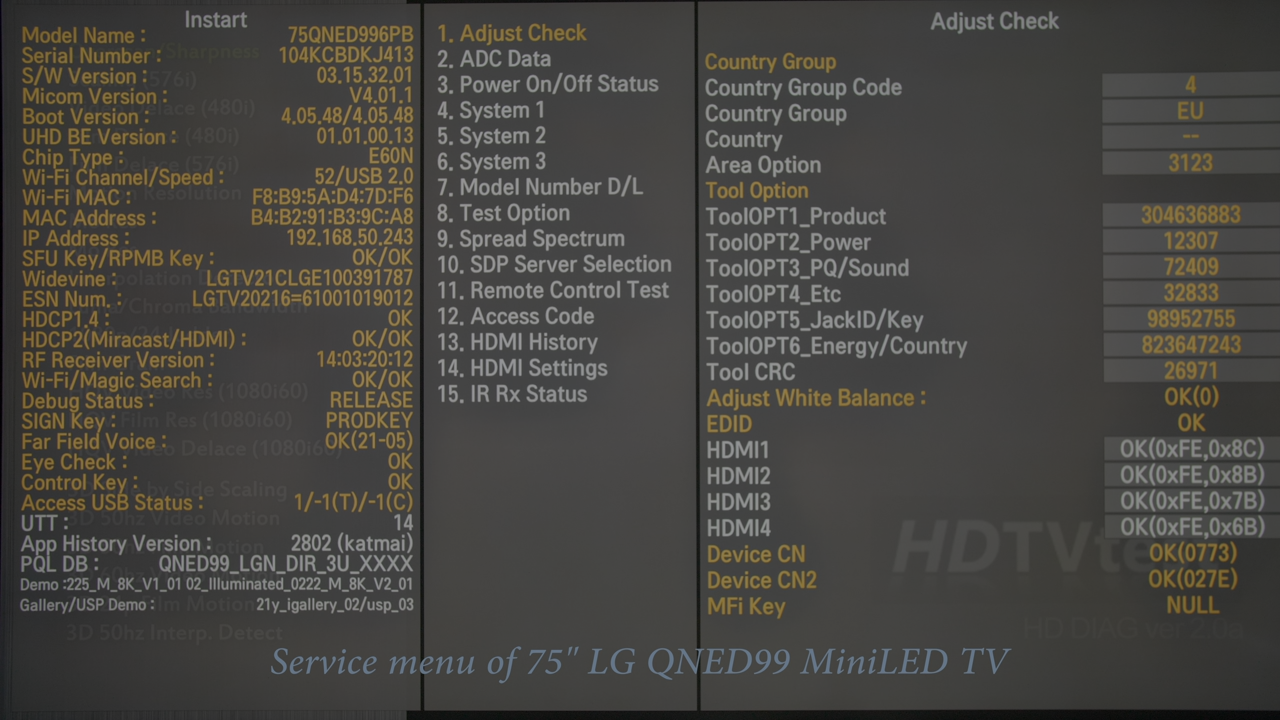 Instart
Model Name : 75QNED996PB
Serial Number : 104KCBDKJ413
S/W Version : 03.15.32.01
Micom Version : V4.01.1
Boot Version : 4.05.48/4.05.48
UHD BE Version : 01.01.00.13
Chip Type : E60N
Wi-Fi Channel/Speed : 52/USB 2.0
Wi-Fi MAC : F8:B9:5A:D4:7D:F6
MAC Address : B4:B2:91:B3:9C:A8
IP Address : 192.168.50.243
SFU Key/RPMB Key : OK/OK
Widevine : LGTV21CLGE100391787
ESN Num. : LGTV20216=61001019012
HDCP1.4 : OK
HDCP2(Miracast/HDMI) : OK/OK
RF Receiver Version : 14:03:20:12
Wi-Fi/Magic Search : OK/OK
Debug Status : RELEASE
SIGN Key : PRODKEY
Far Field Voice : OK(21-05)
Eye Check : OK
Control Key : OK
Access USB Status : 1/-1(T)/-1(C)
UTT : 14
App History Version : 2802 (katmai)
PQL DB : QNED99_LGN_DIR_3U_XXXX
Demo :225_M_8K_V1_01 02_Illuminated_0222_M_8K_V2_01
Gallery/USP Demo : 21y_igallery_02/usp_03
3D 50hz Interp. Detect
1. Adjust Check
2. ADC Data
3. Power On/Off Status
4. System 1
5. System 2
6. System 3
7. Model Number D/L
8. Test Option
9. Spread Spectrum
10. SDP Server Selection
11. Remote Control Test
12. Access Code
13. HDMI History
14. HDMI Settings
15. IR Rx Status
Adjust Check
Country Group
Country Group Code 4
Country Group EU
Country --
Area Option 3123
Tool Option
ToolOPT1_Product 304636883
ToolOPT2_Power 12307
ToolOPT3_PQ/Sound 72409
ToolOPT4_Etc 32833
ToolOPT5_JackID/Key 98952755
ToolOPT6_Energy/Country 823647243
Tool CRC 26971
Adjust White Balance : OK(0)
EDID OK
HDMI1 OK(0xFE,0x8C)
HDMI2 OK(0xFE,0x8B)
HDMI3 OK(0xFE,0x7B)
HDMI4 OK(0xFE,0x6B)
Device CN OK(0773)
Device CN2 OK(027E)
MFi Key NULL
HDTVte
HD DIAG ver 2.0a
Service menu of 75" LG QNED99 MiniLED TV